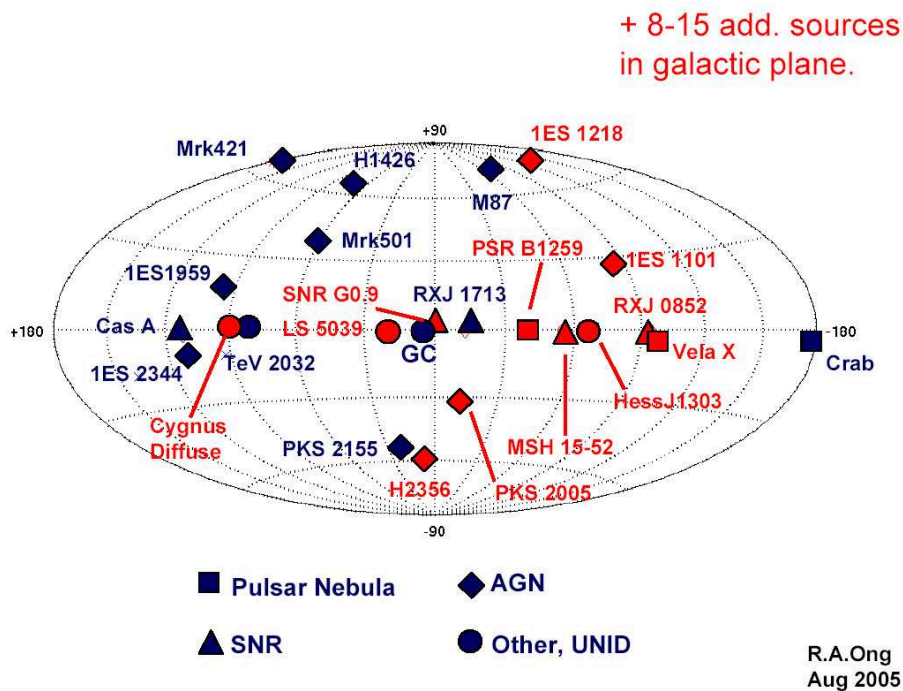 + 8-15 add. sources
in galactic plane.
+90
1ES 1218
Mrk421
H1426
M87
Mrk501
PSR B1259
1ES 1101
1ES1959
SNR G0.9
RXJ 1713
RXJ 0852
+180
Cas A
LS 5039
-180
GC
Vela X
Crab
1ES 2344
TeV 2032
HessJ1303
Cygnus
Diffuse
PKS 2155
MSH 15-52
H2356
PKS 2005
-90
Pulsar Nebula
AGN
SNR
Other, UNID
R.A.Ong
Aug 2005